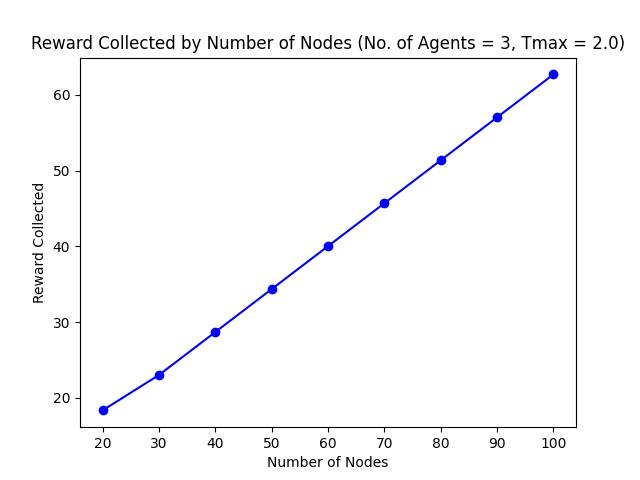 Reward Collected by Number of Nodes (No. of Agents = 3, Tmax = 2.0)
60
50
40
30
20
Reward Collected
20 30 40 50 60 70 80 90 100
Number of Nodes